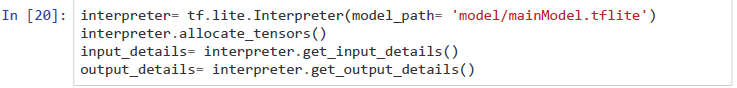 In [20]: interpreter= tf.lite.Interpreter(model_path= 'model/mainModel.tflite')
interpreter.allocate_tensors()
input_details= interpreter.get_input_details()
output_details= interpreter.get_output_details()